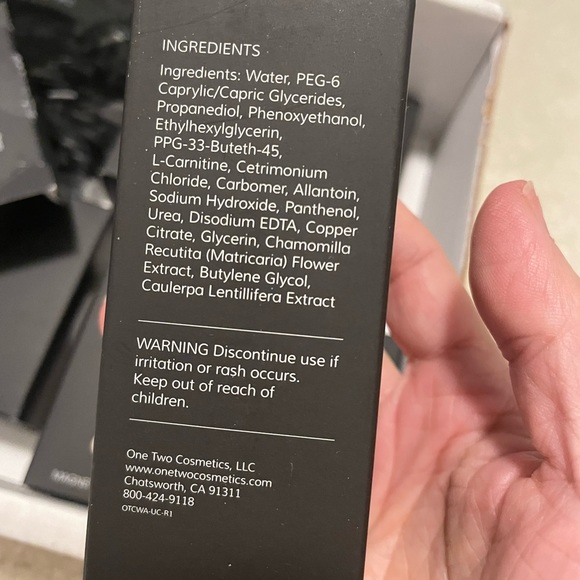 INGREDIENTS
Ingredients: Water, PEG-6
Caprylic/Capric Glycerides,
Propanediol, Phenoxyethanol,
Ethylhexylglycerin,
PPG-33-Buteth-45,
L-Carnitine, Cetrimonium
Chloride, Carbomer, Allantoin,
Sodium Hydroxide, Panthenol,
Urea, Disodium EDTA, Copper
Citrate, Glycerin, Chamomilla
Recutita (Matricaria) Flower
Extract, Butylene Glycol,
Caulerpa Lentillifera Extract
WARNING Discontinue use if
irritation or rash occurs.
Keep out of reach of
children.
One Two Cosmetics, LLC
www.onetwocosmetics.com
Chatsworth, CA 91311
800-424-9118
OTCWA-UC-R1